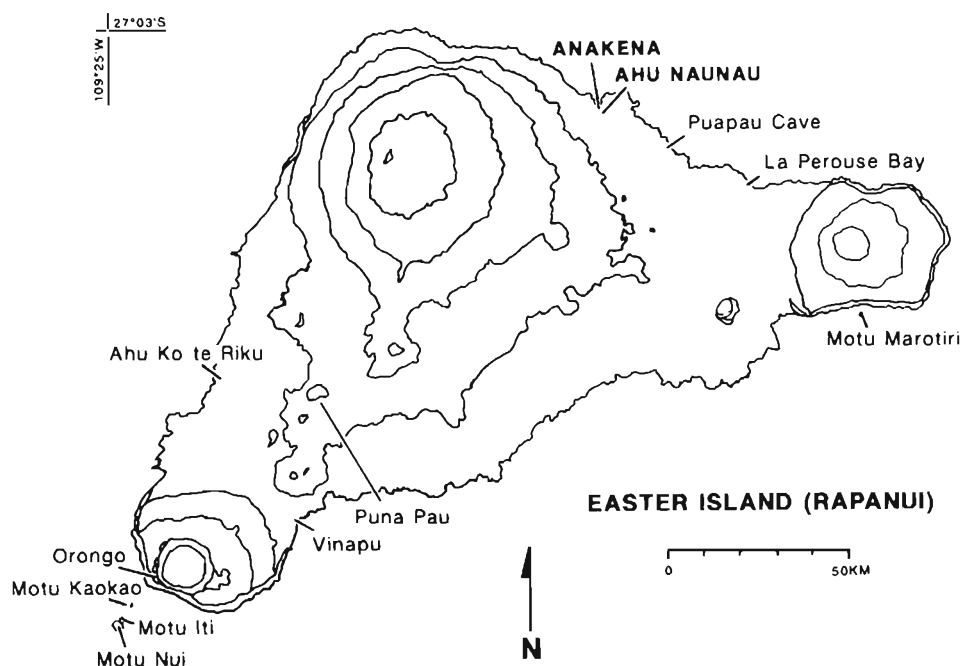 27°03'S
109°25'W
ANAKENA
AHU NAUNAU
Puapau Cave
La Perouse Bay
Motu Marotiri
Ahu Ko te Riku
Puna Pau
EASTER ISLAND (RAPANUI)
Vinapu
Orongo
0 50KM
Motu Kaokao
Motu Iti
N
Motu Nui